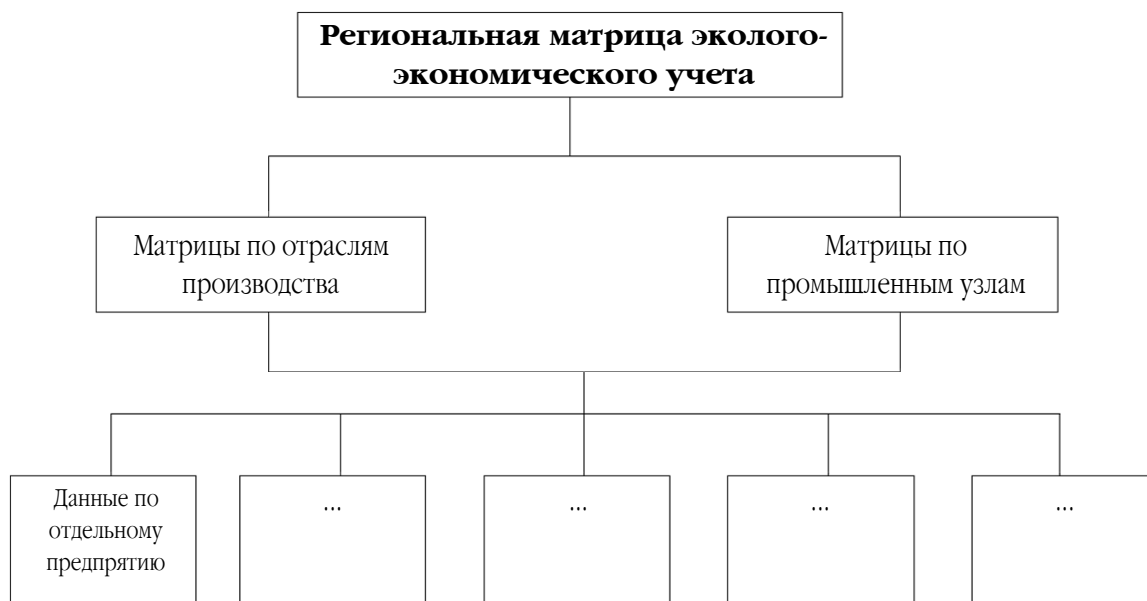 Региональная матрица эколого-
экономического учета
Матрицы по отраслям
производства
Матрицы по
промышленным узлам
Данные по
отдельному
предпрятию
...
...
...
...